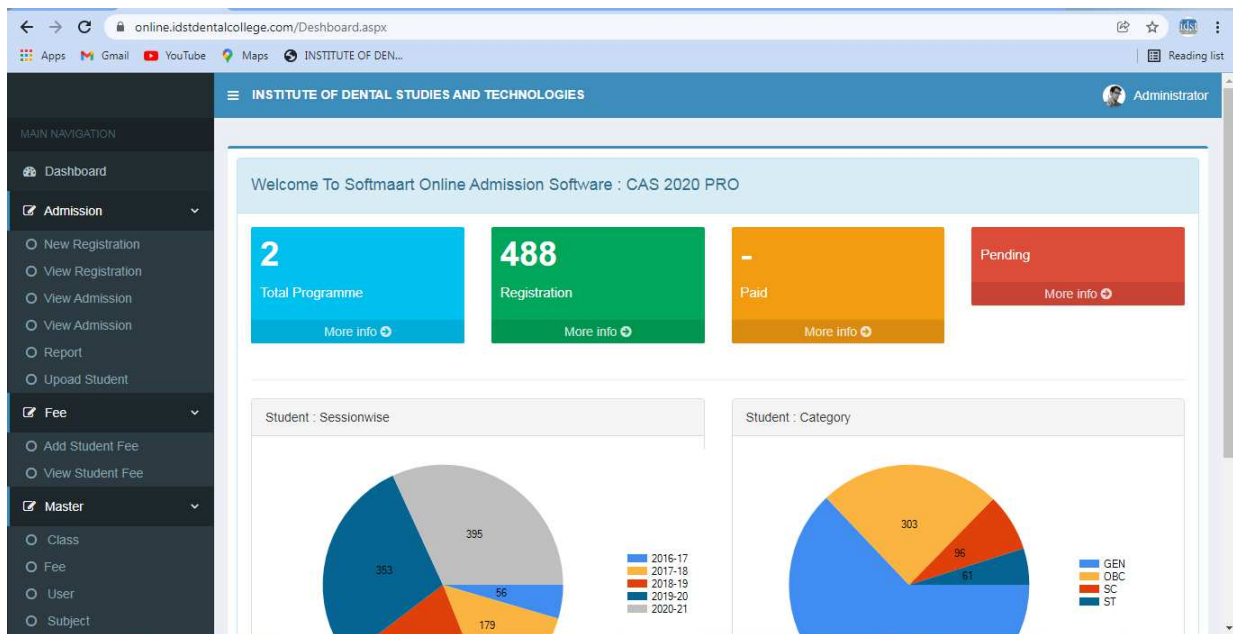 online.idstdentalcollege.com/Deshboard.aspx
Apps Gmail YouTube Maps INSTITUTE OF DEN... Reading list
INSTITUTE OF DENTAL STUDIES AND TECHNOLOGIES
Administrator
MAIN NAVIGATION
Dashboard
Admission
New Registration
View Registration
View Admission
View Admission
Report
Upoad Student
Fee
Add Student Fee
View Student Fee
Master
Class
Fee
User
Subject
Welcome To Softmaart Online Admission Software : CAS 2020 PRO
2
Total Programme
More info
488
Registration
More info
-
Paid
More info
Pending
More info
Student : Sessionwise
395
353
56
179
2016-17
2017-18
2018-19
2019-20
2020-21
Student : Category
303
96
61
GEN
OBC
SC
ST